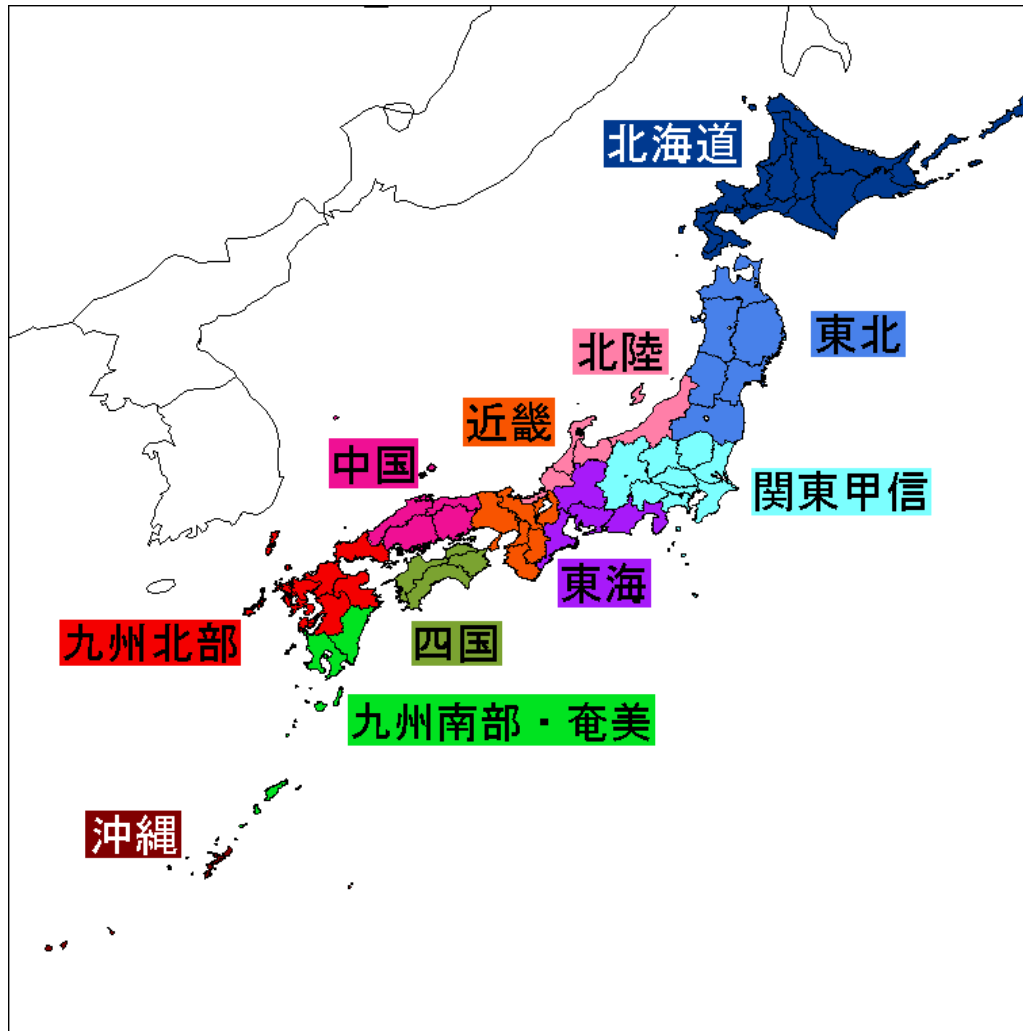 北海道
東北
北陸
近畿
中国
関東甲信
東海
九州北部
四国
九州南部・奄美
沖縄